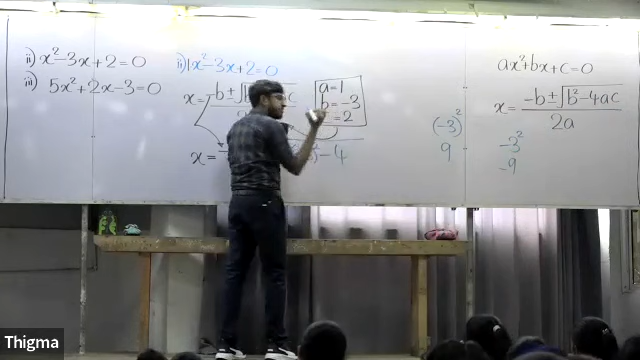 ii) x² - 3x + 2 = 0
iii) 5x² + 2x - 3 = 0
ii) 1x² - 3x + 2 = 0
x = -b ± √
a = 1
b = -3
= 2
x =
- 4
(-3)²
9
-3²
-9
ax² + bx + c = 0
x = -b ± √b² - 4ac
2a
Thigma